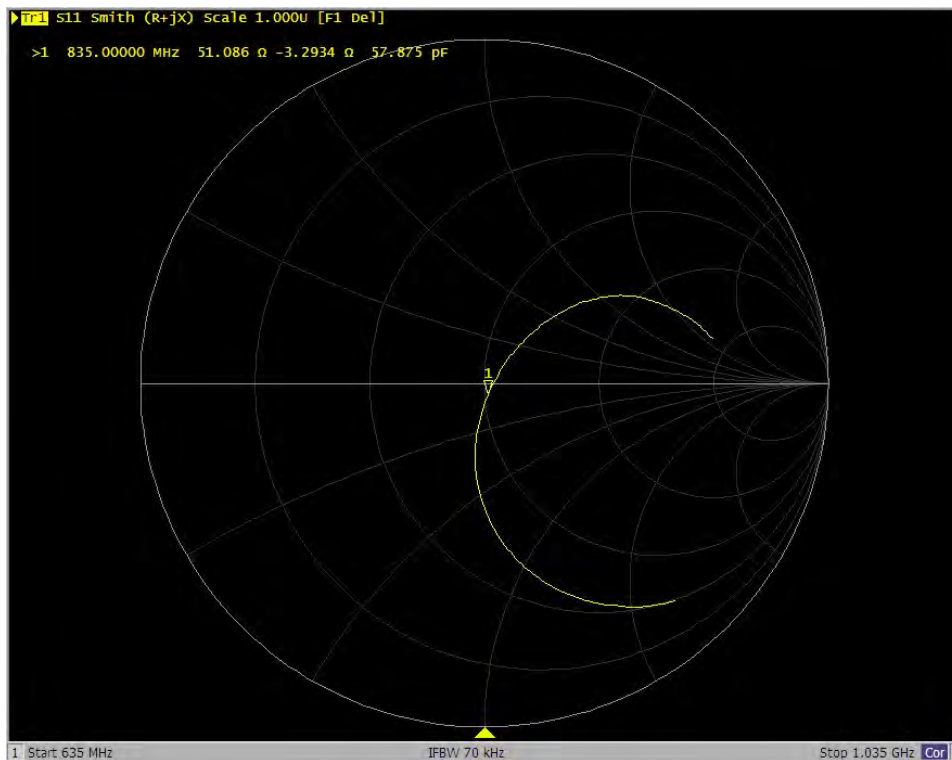 Tr1 S11 Smith (R+jX) Scale 1.000U [F1 Del]
>1 835.00000 MHz 51.086 Ω -3.2934 Ω 57.875 pF
1
1 Start 635 MHz IFBW 70 kHz Stop 1.035 GHz Cor